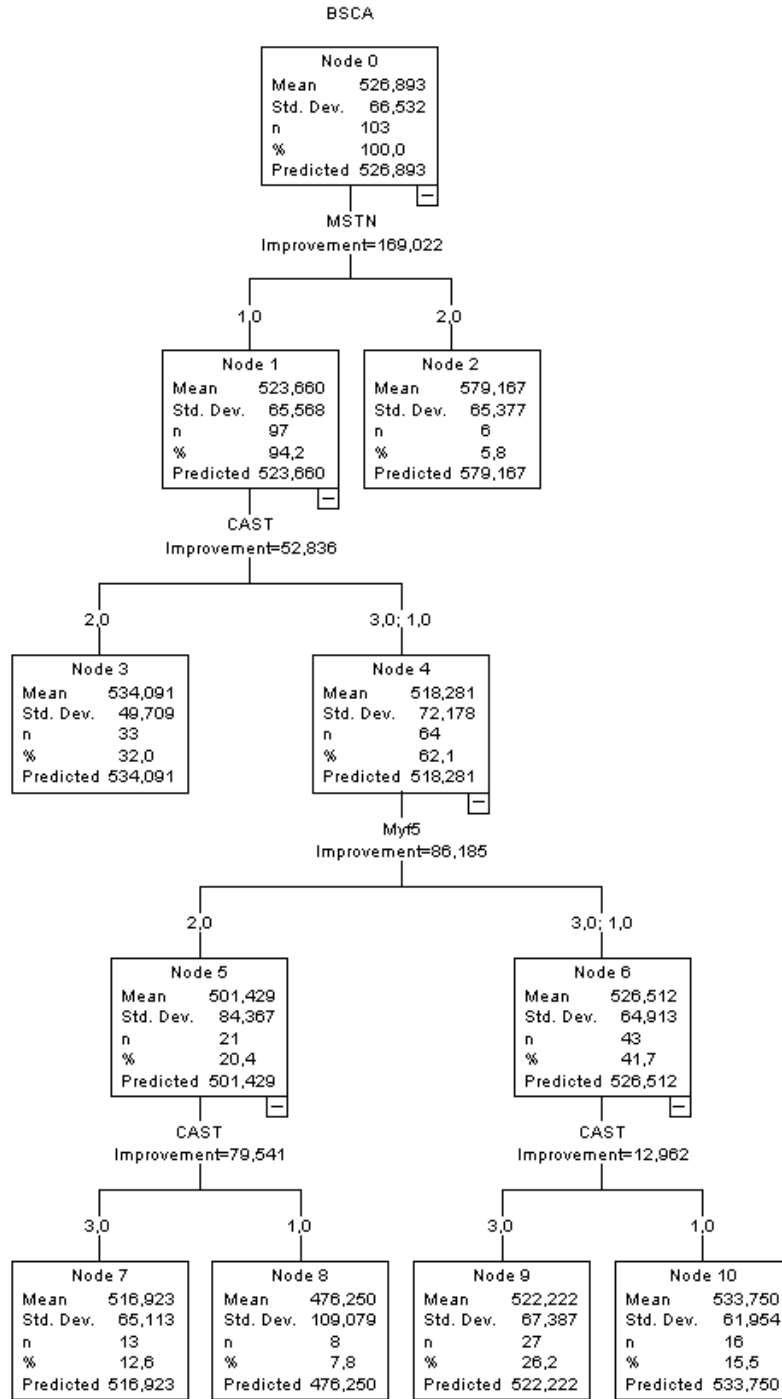 BSCA
Node 0
Mean 526,893
Std. Dev. 66,532
n 103
% 100,0
Predicted 526,893
MSTN
Improvement=169,022
1,0 2,0
Node 1
Mean 523,660
Std. Dev. 65,568
n 97
% 94,2
Predicted 523,660
Node 2
Mean 579,167
Std. Dev. 65,377
n 6
% 5,8
Predicted 579,167
CAST
Improvement=52,836
2,0 3,0; 1,0
Node 3
Mean 534,091
Std. Dev. 49,709
n 33
% 32,0
Predicted 534,091
Node 4
Mean 518,281
Std. Dev. 72,178
n 64
% 62,1
Predicted 518,281
Myf5
Improvement=86,185
2,0 3,0; 1,0
Node 5
Mean 501,429
Std. Dev. 84,367
n 21
% 20,4
Predicted 501,429
Node 6
Mean 526,512
Std. Dev. 64,913
n 43
% 41,7
Predicted 526,512
CAST
Improvement=79,541
CAST
Improvement=12,962
3,0 1,0 3,0 1,0
Node 7
Mean 516,923
Std. Dev. 65,113
n 13
% 12,6
Predicted 516,923
Node 8
Mean 476,250
Std. Dev. 109,079
n 8
% 7,8
Predicted 476,250
Node 9
Mean 522,222
Std. Dev. 67,387
n 27
% 26,2
Predicted 522,222
Node 10
Mean 533,750
Std. Dev. 61,954
n 16
% 15,5
Predicted 533,750